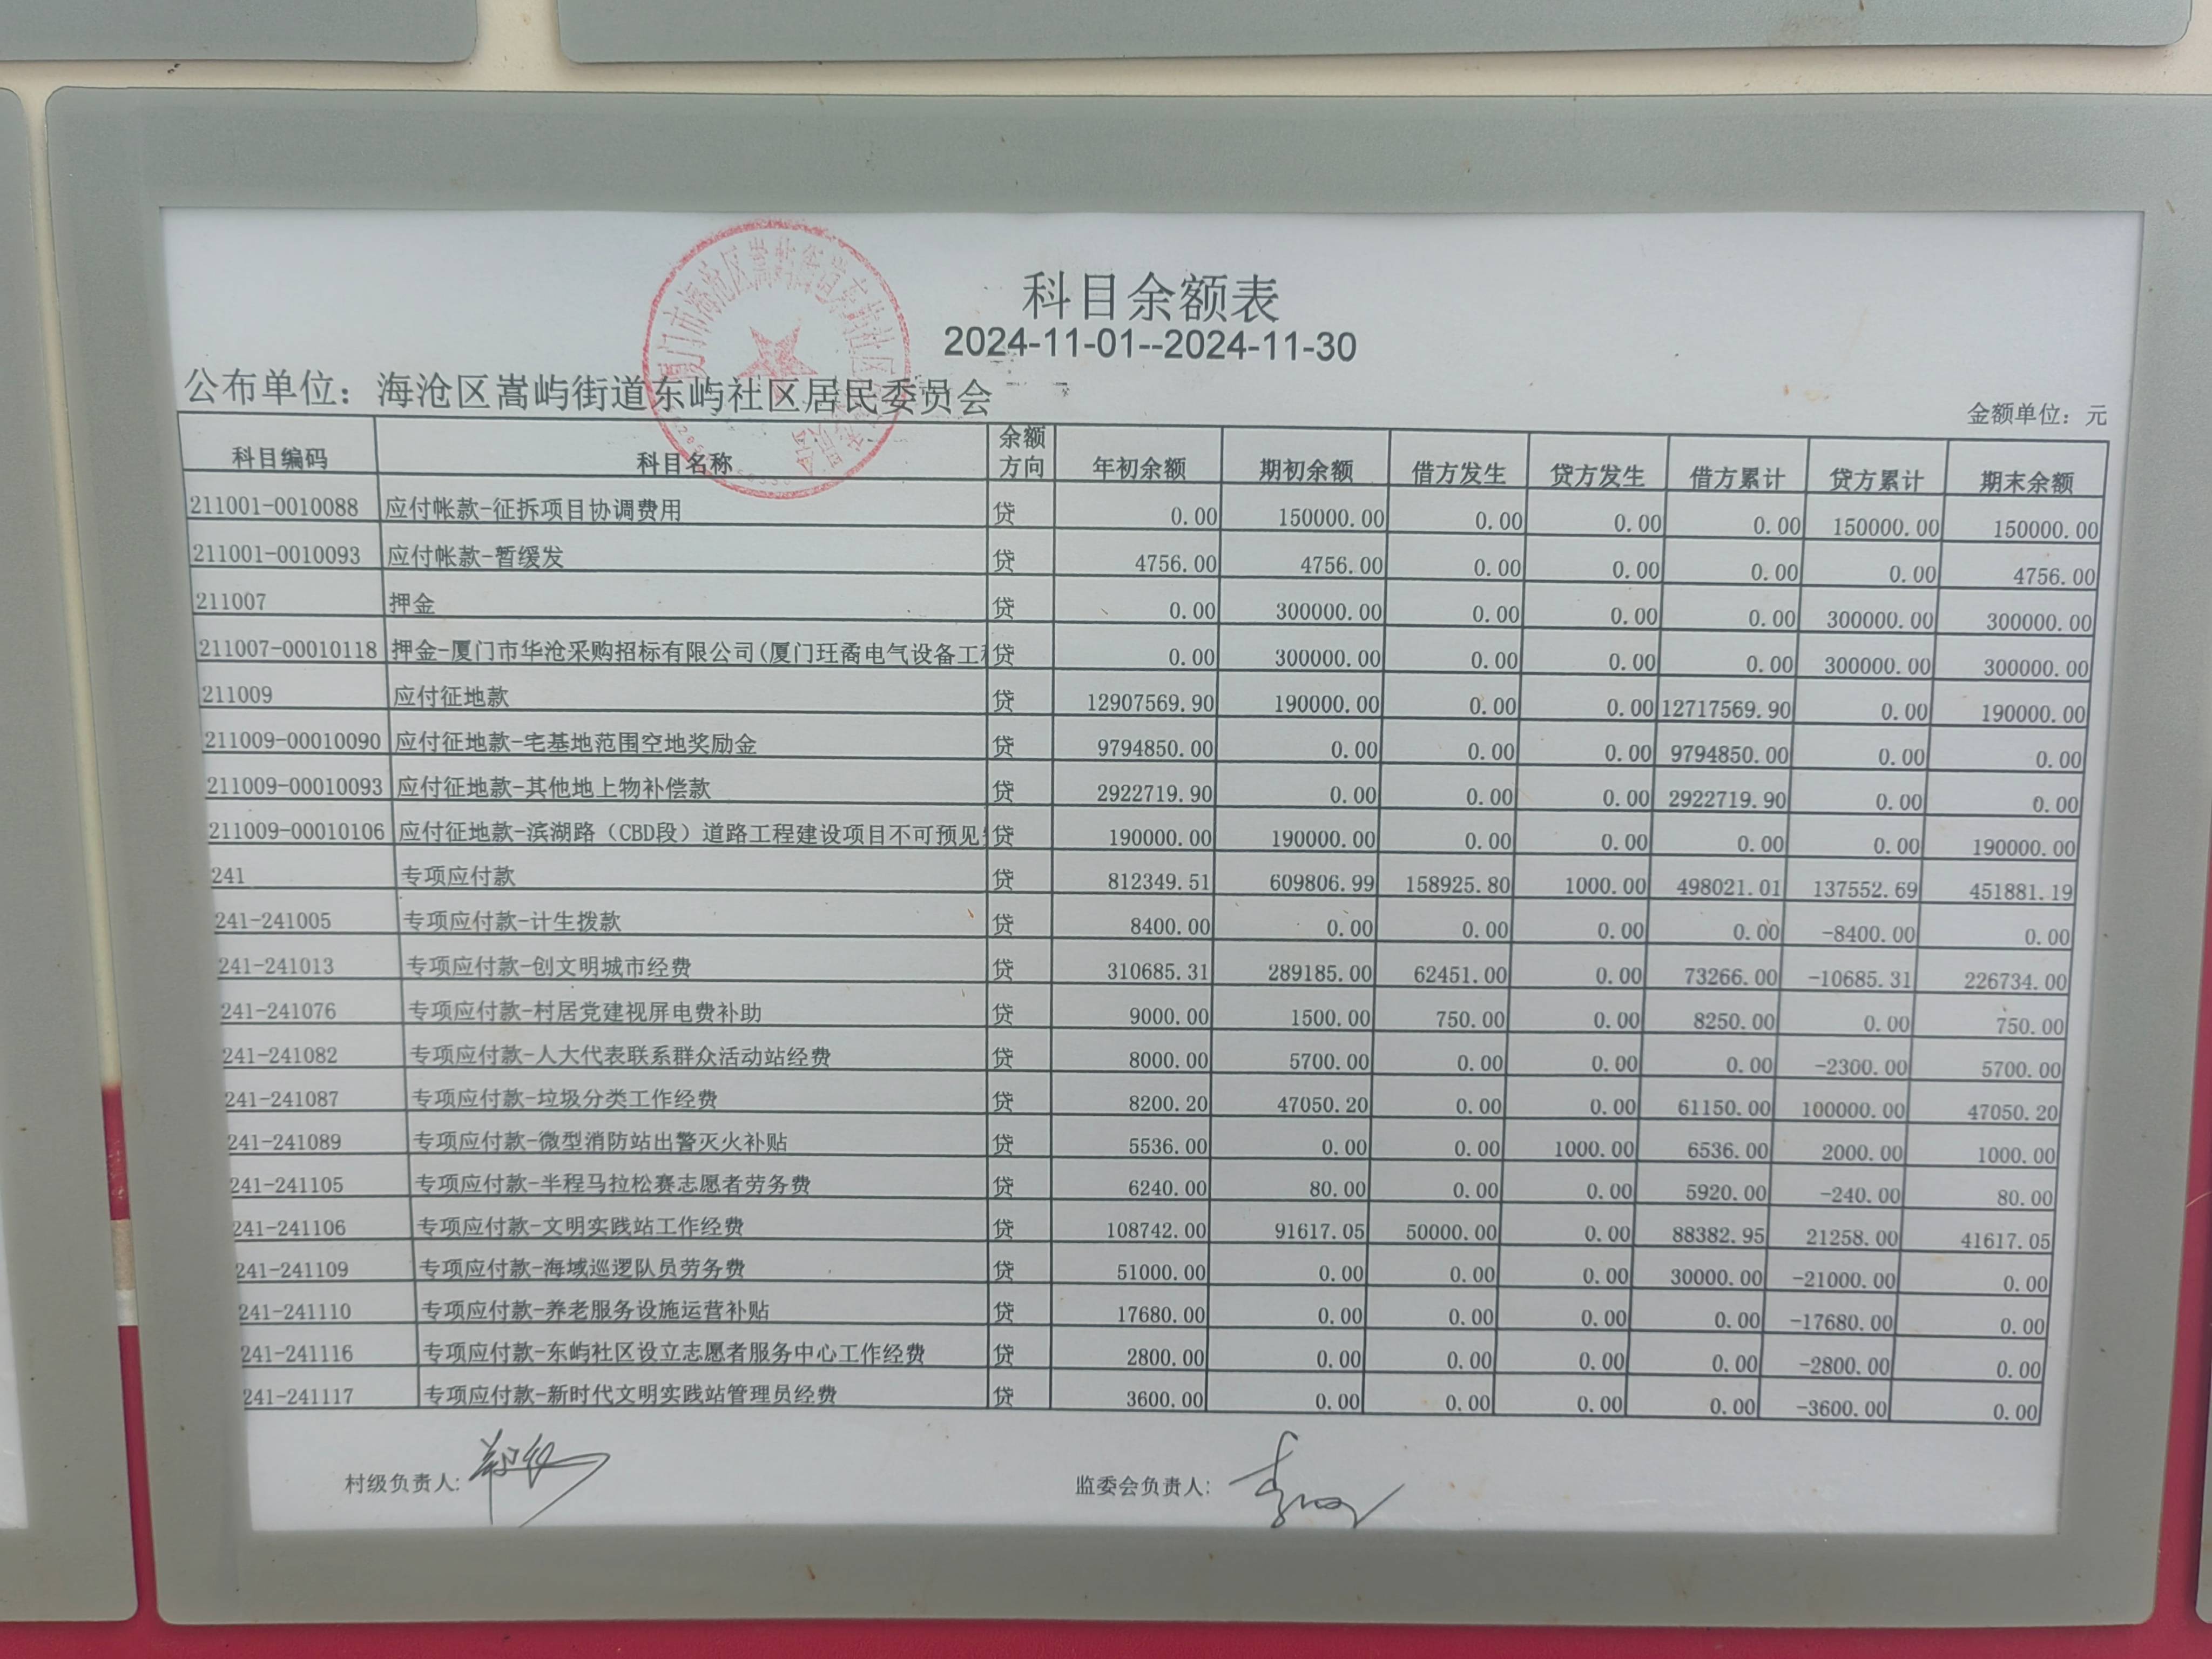 科目余额表
2024-11-01--2024-11-30
公布单位：海沧区嵩屿街道东屿社区居民委员会
金额单位：元
科目编码 科目名称 余额方向 年初余额 期初余额 借方发生 贷方发生 借方累计 贷方累计 期末余额
211001-0010088 应付帐款-征拆项目协调费用 贷 0.00 150000.00 0.00 0.00 0.00 150000.00 150000.00
211001-0010093 应付帐款-暂缓发 贷 4756.00 4756.00 0.00 0.00 0.00 0.00 4756.00
211007 押金 贷 0.00 300000.00 0.00 0.00 0.00 300000.00 300000.00
211007-00010118 押金-厦门市华沧采购招标有限公司(厦门玨矞电气设备工 贷 0.00 300000.00 0.00 0.00 0.00 300000.00 300000.00
211009 应付征地款 贷 12907569.90 190000.00 0.00 0.00 12717569.90 0.00 190000.00
211009-00010090 应付征地款-宅基地范围空地奖励金 贷 9794850.00 0.00 0.00 0.00 9794850.00 0.00 0.00
211009-00010093 应付征地款-其他地上物补偿款 贷 2922719.90 0.00 0.00 0.00 2922719.90 0.00 0.00
211009-00010106 应付征地款-滨湖路（CBD段）道路工程建设项目不可预见 贷 190000.00 190000.00 0.00 0.00 0.00 0.00 190000.00
241 专项应付款 贷 812349.51 609806.99 158925.80 1000.00 498021.01 137552.69 451881.19
241-241005 专项应付款-计生拨款 贷 8400.00 0.00 0.00 0.00 0.00 -8400.00 0.00
241-241013 专项应付款-创文明城市经费 贷 310685.31 289185.00 62451.00 0.00 73266.00 -10685.31 226734.00
241-241076 专项应付款-村居党建视屏电费补助 贷 9000.00 1500.00 750.00 0.00 8250.00 0.00 750.00
241-241082 专项应付款-人大代表联系群众活动站经费 贷 8000.00 5700.00 0.00 0.00 0.00 -2300.00 5700.00
241-241087 专项应付款-垃圾分类工作经费 贷 8200.20 47050.20 0.00 0.00 61150.00 100000.00 47050.20
241-241089 专项应付款-微型消防站出警灭火补贴 贷 5536.00 0.00 0.00 1000.00 6536.00 2000.00 1000.00
241-241105 专项应付款-半程马拉松赛志愿者劳务费 贷 6240.00 80.00 0.00 0.00 5920.00 -240.00 80.00
241-241106 专项应付款-文明实践站工作经费 贷 108742.00 91617.05 50000.00 0.00 88382.95 21258.00 41617.05
241-241109 专项应付款-海域巡逻队员劳务费 贷 51000.00 0.00 0.00 0.00 30000.00 -21000.00 0.00
241-241110 专项应付款-养老服务设施运营补贴 贷 17680.00 0.00 0.00 0.00 0.00 -17680.00 0.00
241-241116 专项应付款-东屿社区设立志愿者服务中心工作经费 贷 2800.00 0.00 0.00 0.00 0.00 -2800.00 0.00
241-241117 专项应付款-新时代文明实践站管理员经费 贷 3600.00 0.00 0.00 0.00 0.00 -3600.00 0.00
村级负责人: 监委会负责人: